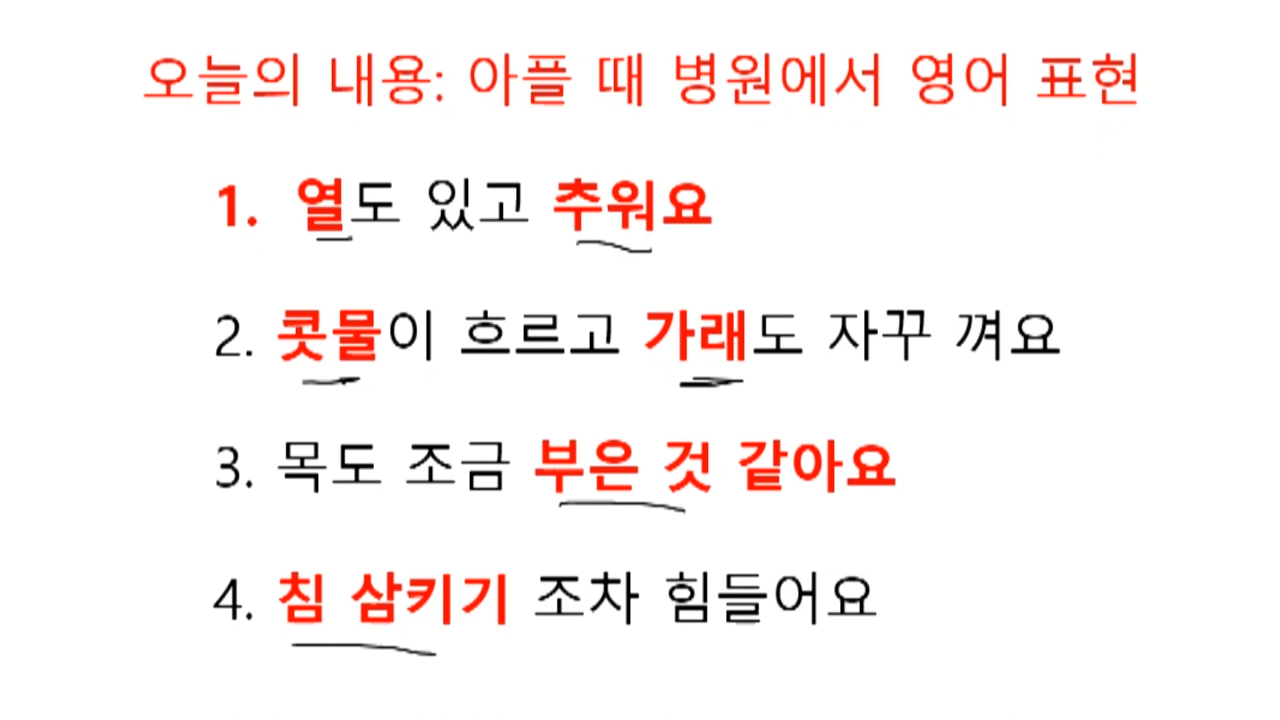 오늘의 내용: 아플 때 병원에서 영어 표현
1. 열도 있고 추워요
2. 콧물이 흐르고 가래도 자꾸 껴요
3. 목도 조금 부은 것 같아요
4. 침 삼키기 조차 힘들어요